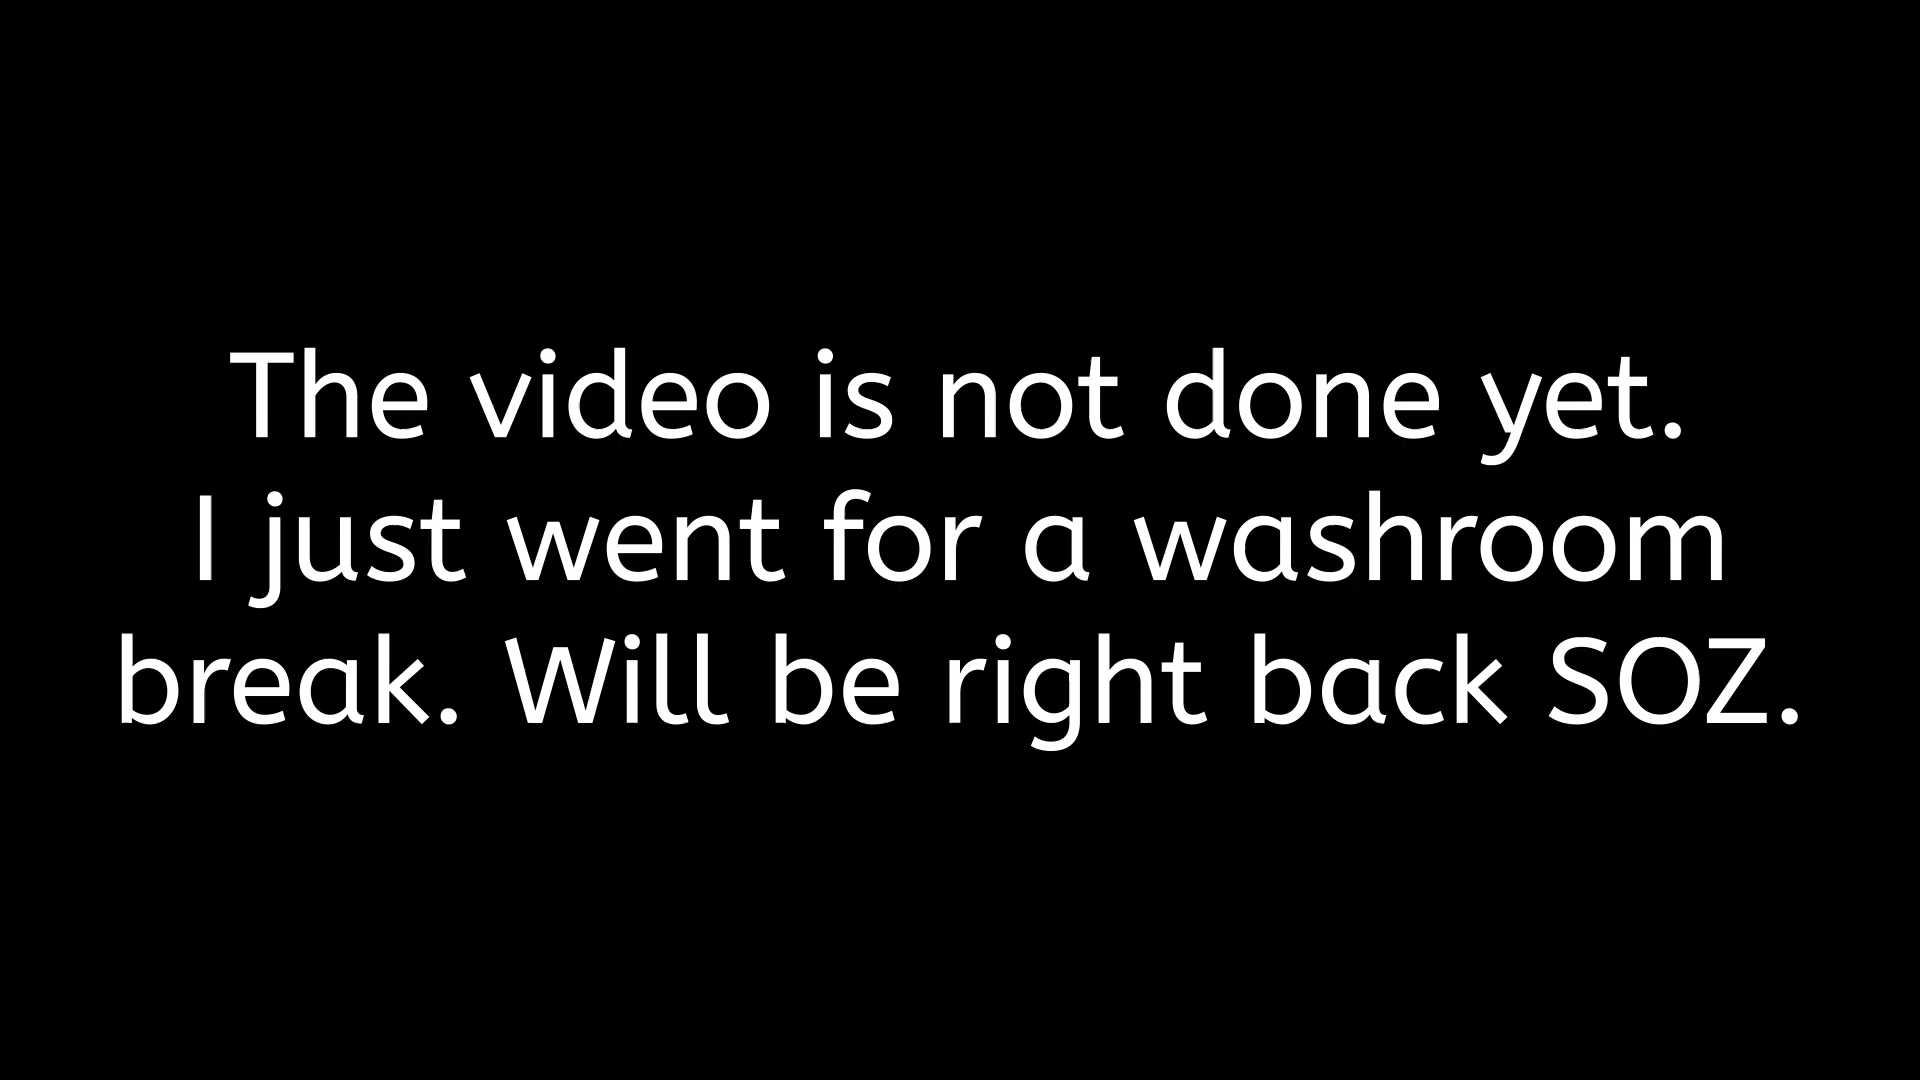 The video is not done yet.
I just went for a washroom
break. Will be right back SOZ.